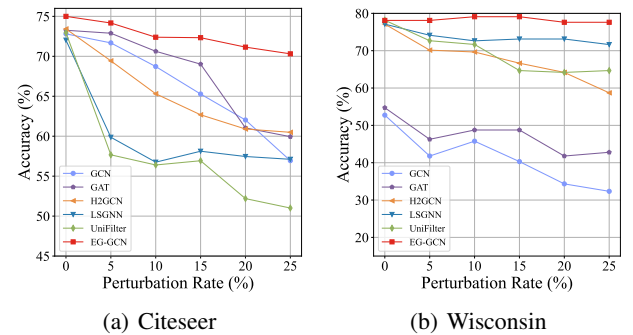 75
70
65
60
55
50
45
Accuracy (%)
GCN
GAT
H2GCN
LSGNN
UniFilter
EG-GCN
0 5 10 15 20 25
Perturbation Rate (%)
(a) Citeseer
80
70
60
50
40
30
20
Accuracy (%)
GCN
GAT
H2GCN
LSGNN
UniFilter
EG-GCN
0 5 10 15 20 25
Perturbation Rate (%)
(b) Wisconsin